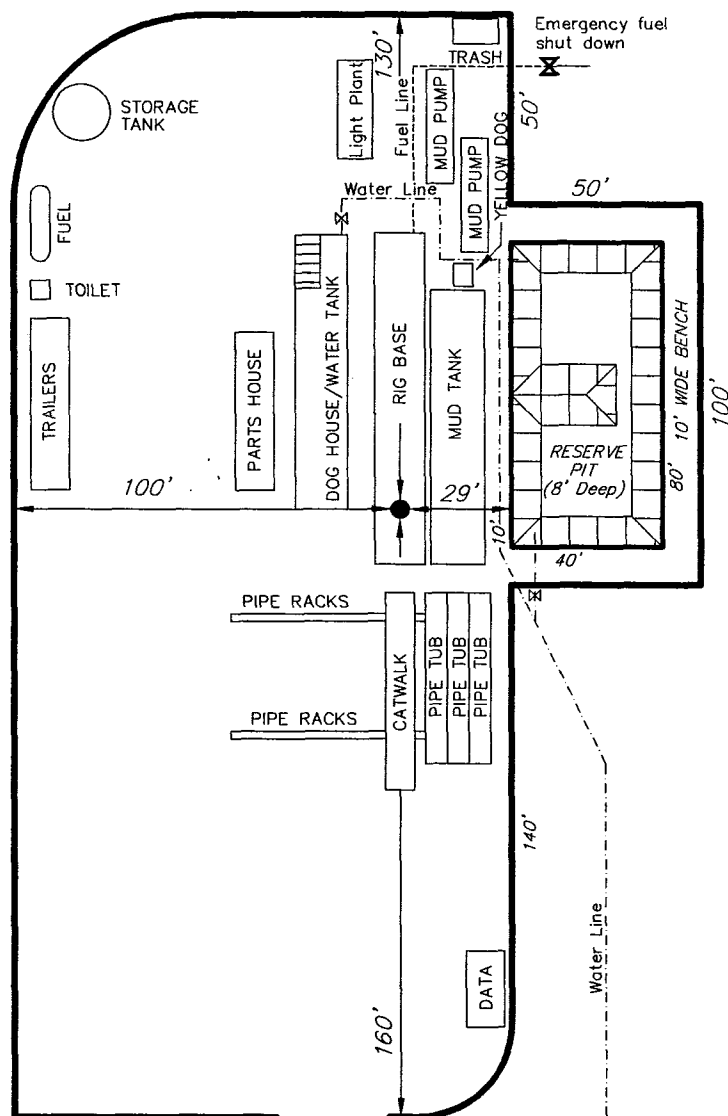 Emergency fuel
shut down
TRASH
130'
Light Plant
Fuel Line
MUD PUMP
50'
STORAGE
TANK
MUD PUMP
YELLOW DOG
50'
Water Line
FUEL
TOILET
TRAILERS
PARTS HOUSE
DOG HOUSE/WATER TANK
RIG BASE
MUD TANK
10' WIDE BENCH
100'
RESERVE
PIT
(8' Deep)
80'
100'
29'
10'
40'
PIPE RACKS
CATWALK
PIPE TUB
PIPE TUB
PIPE TUB
PIPE RACKS
140'
Water Line
DATA
160'